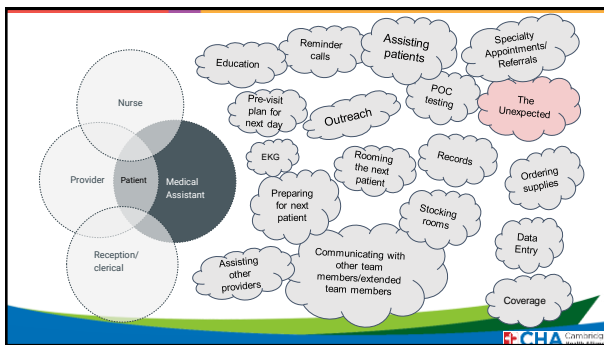 Nurse
Provider
Patient
Medical
Assistant
Reception/
clerical
Education
Reminder
calls
Assisting
patients
Specialty
Appointments/
Referrals
Pre-visit
plan for
next day
Outreach
POC
testing
The
Unexpected
EKG
Rooming
the next
patient
Records
Ordering
supplies
Preparing
for next
patient
Stocking
rooms
Assisting
other
providers
Communicating with
other team
members/extended
team members
Data
Entry
Coverage
CHA